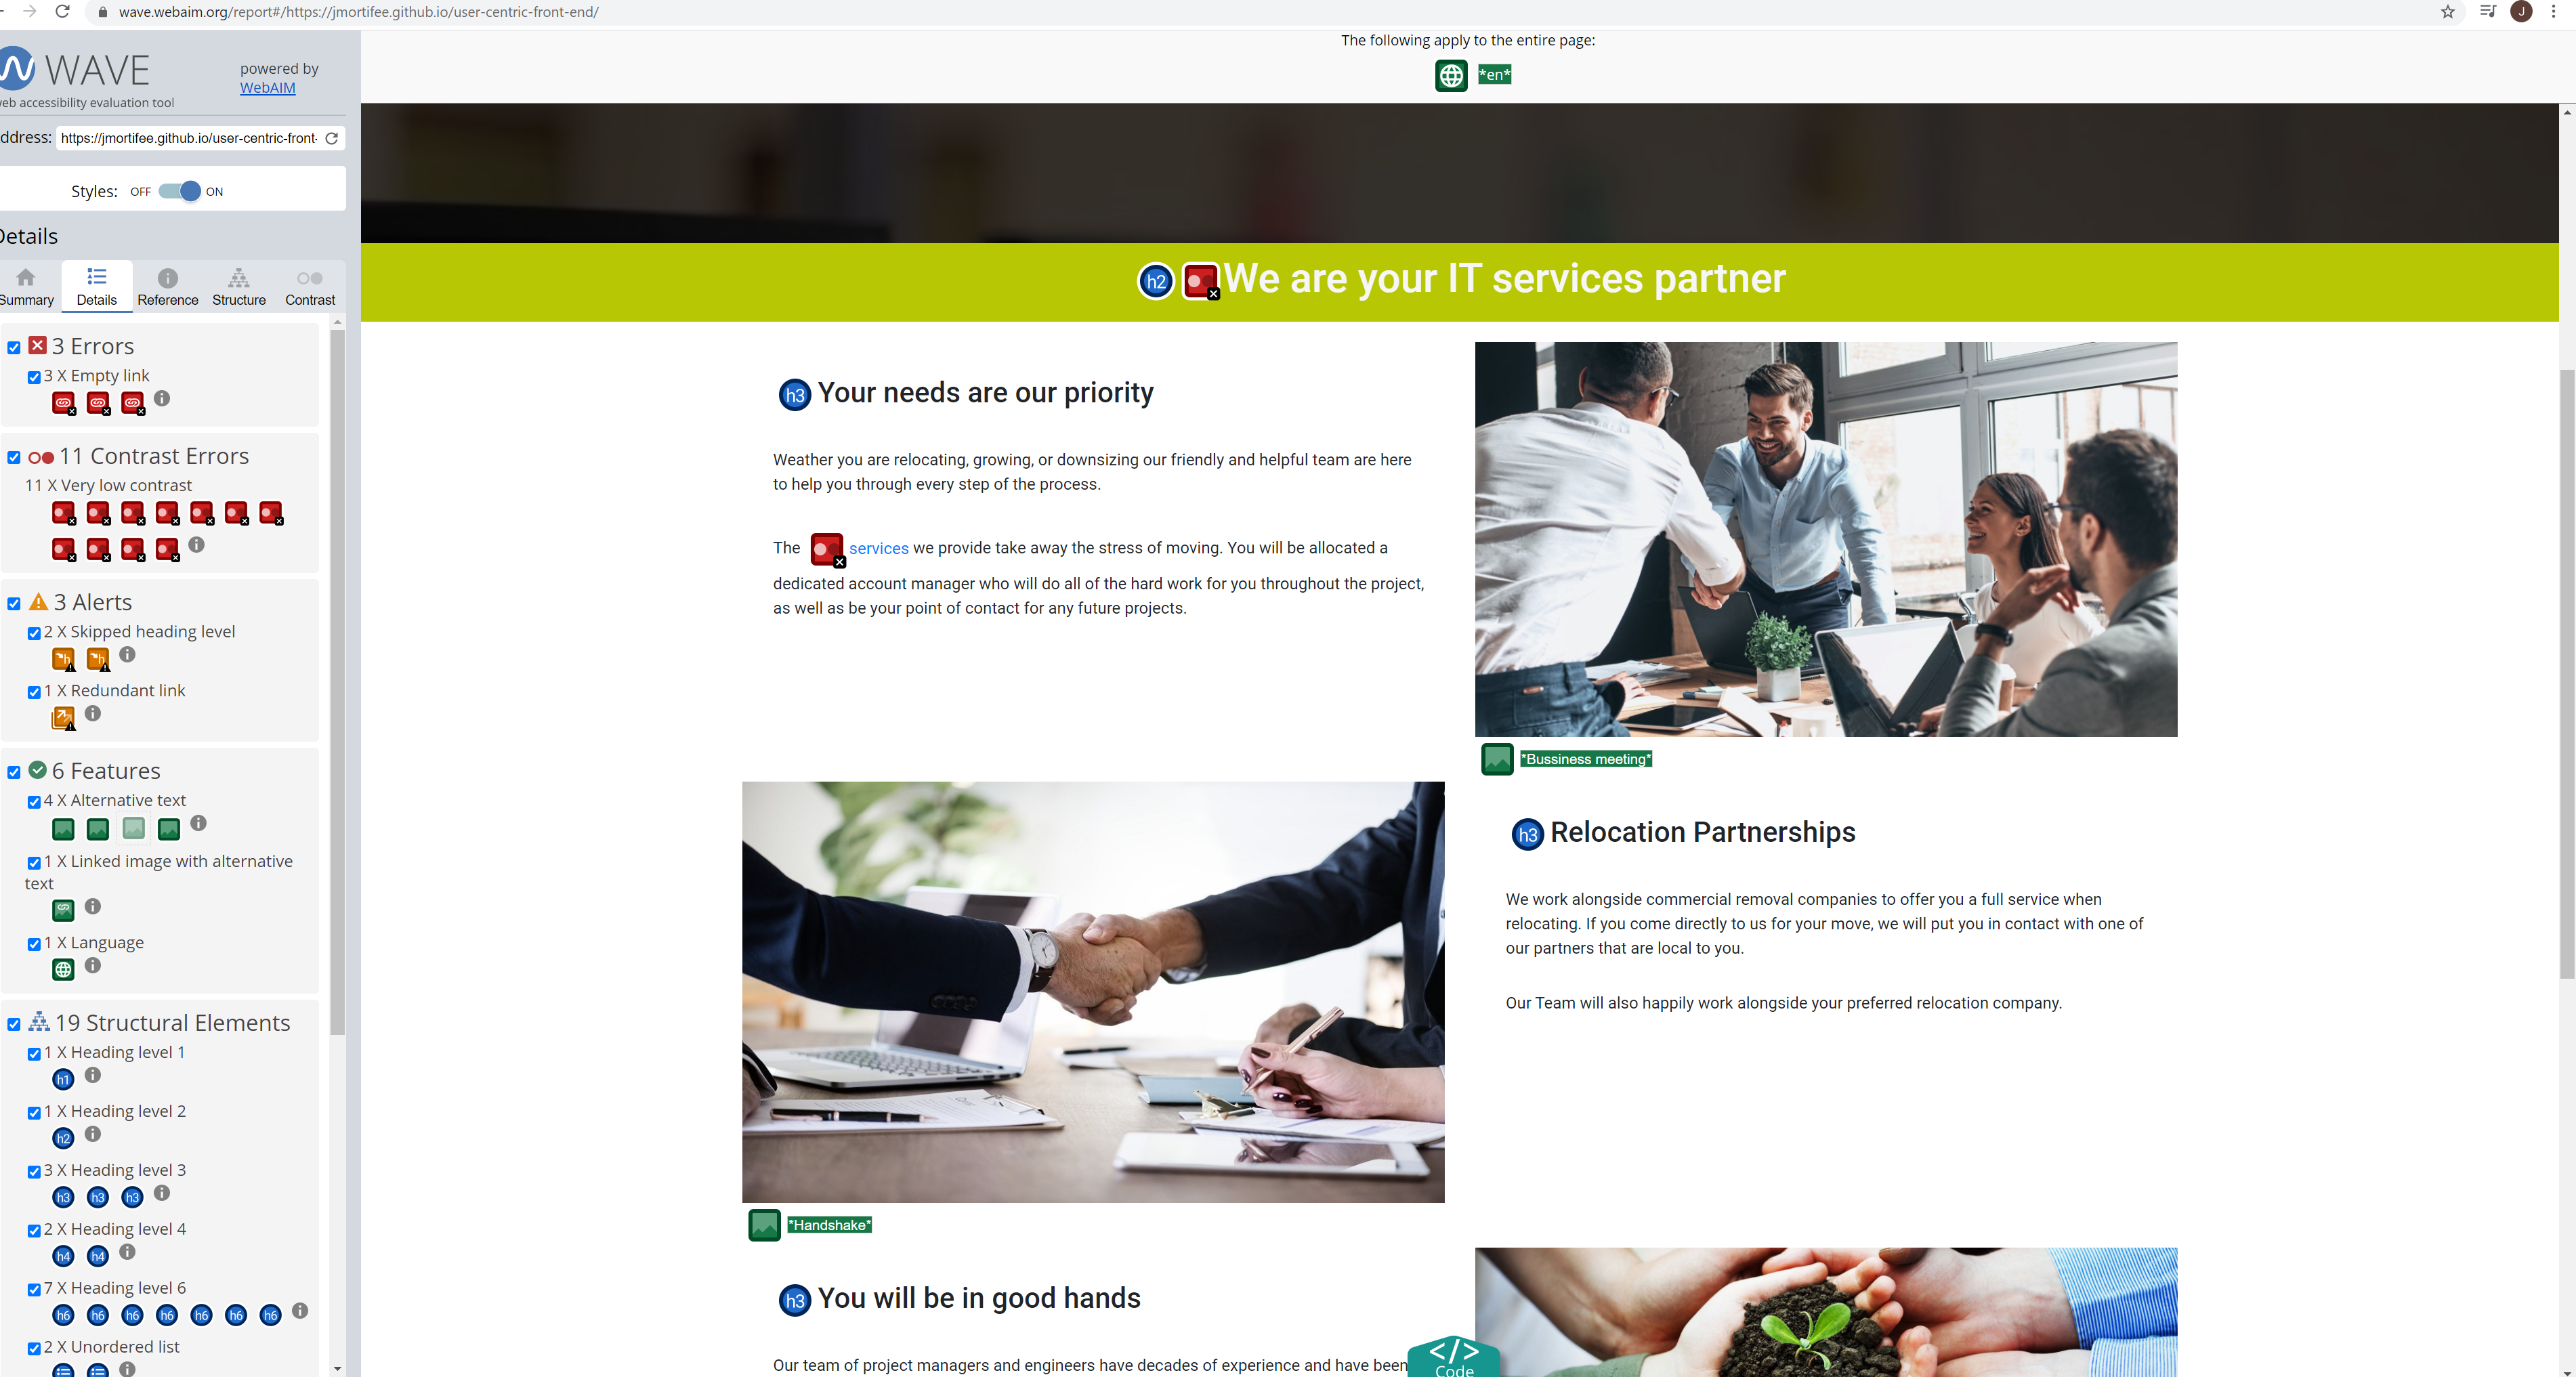 wave.webaim.org/report#/https://jmortifee.github.io/user-centric-front-end/
J
WAVE
powered by
WebAIM
web accessibility evaluation tool
ddress: https://jmortifee.github.io/user-centric-front-
Styles: OFF ON
Details
Summary Details Reference Structure Contrast
3 Errors
3 X Empty link
11 Contrast Errors
11 X Very low contrast
3 Alerts
2 X Skipped heading level
1 X Redundant link
6 Features
4 X Alternative text
1 X Linked image with alternative
text
1 X Language
19 Structural Elements
1 X Heading level 1
h1
1 X Heading level 2
h2
3 X Heading level 3
h3 h3 h3
2 X Heading level 4
h4 h4
7 X Heading level 6
h6 h6 h6 h6 h6 h6 h6
2 X Unordered list
The following apply to the entire page:
*en*
h2 We are your IT services partner
h3 Your needs are our priority
Weather you are relocating, growing, or downsizing our friendly and helpful team are here
to help you through every step of the process.
The services we provide take away the stress of moving. You will be allocated a
dedicated account manager who will do all of the hard work for you throughout the project,
as well as be your point of contact for any future projects.
*Bussiness meeting*
h3 Relocation Partnerships
We work alongside commercial removal companies to offer you a full service when
relocating. If you come directly to us for your move, we will put you in contact with one of
our partners that are local to you.
Our Team will also happily work alongside your preferred relocation company.
*Handshake*
h3 You will be in good hands
Our team of project managers and engineers have decades of experience and have been
</> Code